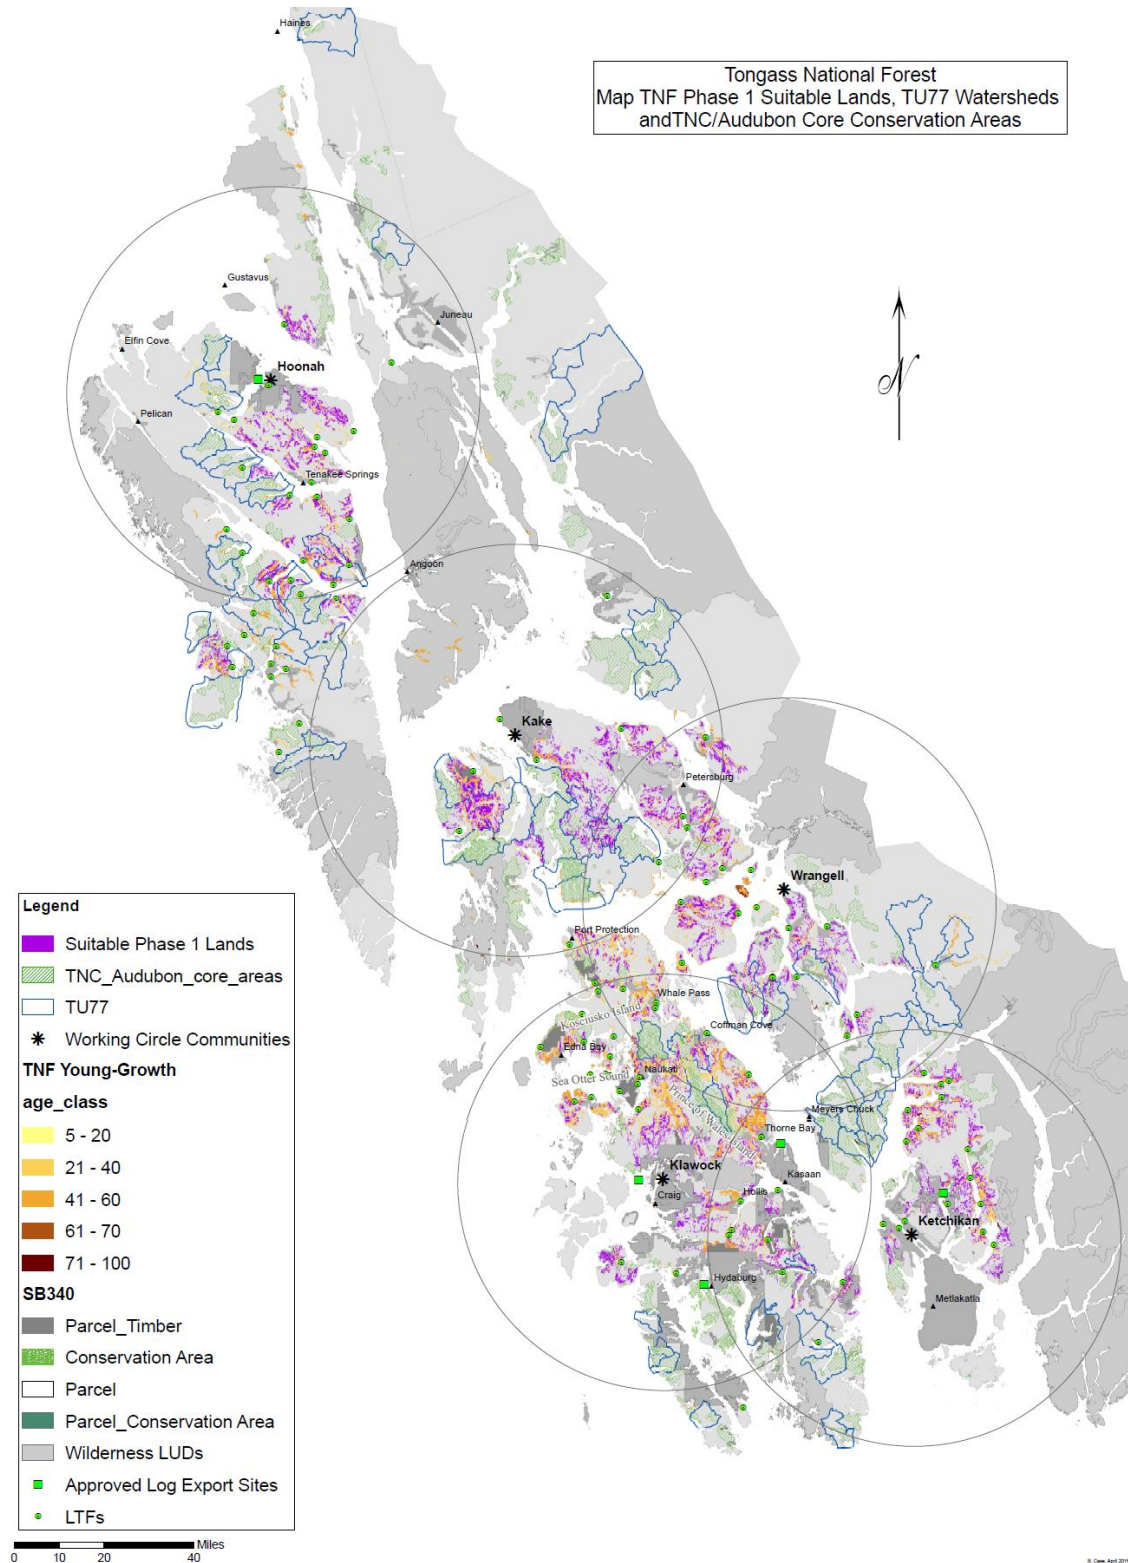 Haines
Tongass National Forest
Map TNF Phase 1 Suitable Lands, TU77 Watersheds
andTNC/Audubon Core Conservation Areas
Gustavus
Juneau
Elfin Cove
Hoonah
Pelican
Tenakee Springs
N
Angoon
Kake
Petersburg
Wrangell
Port Protection
Whale Pass
Kosciusko Island
Coffman Cove
Edna Bay
Naukati
Sea Otter Sound
Prince of Wales Island
Meyers Chuck
Thorne Bay
Klawock
Kasaan
Craig
Hollis
Ketchikan
Hydaburg
Metlakatla
Legend
Suitable Phase 1 Lands
TNC_Audubon_core_areas
TU77
Working Circle Communities
TNF Young-Growth
age_class
5 - 20
21 - 40
41 - 60
61 - 70
71 - 100
SB340
Parcel_Timber
Conservation Area
Parcel
Parcel_Conservation Area
Wilderness LUDs
Approved Log Export Sites
LTFs
Miles
0 10 20 40